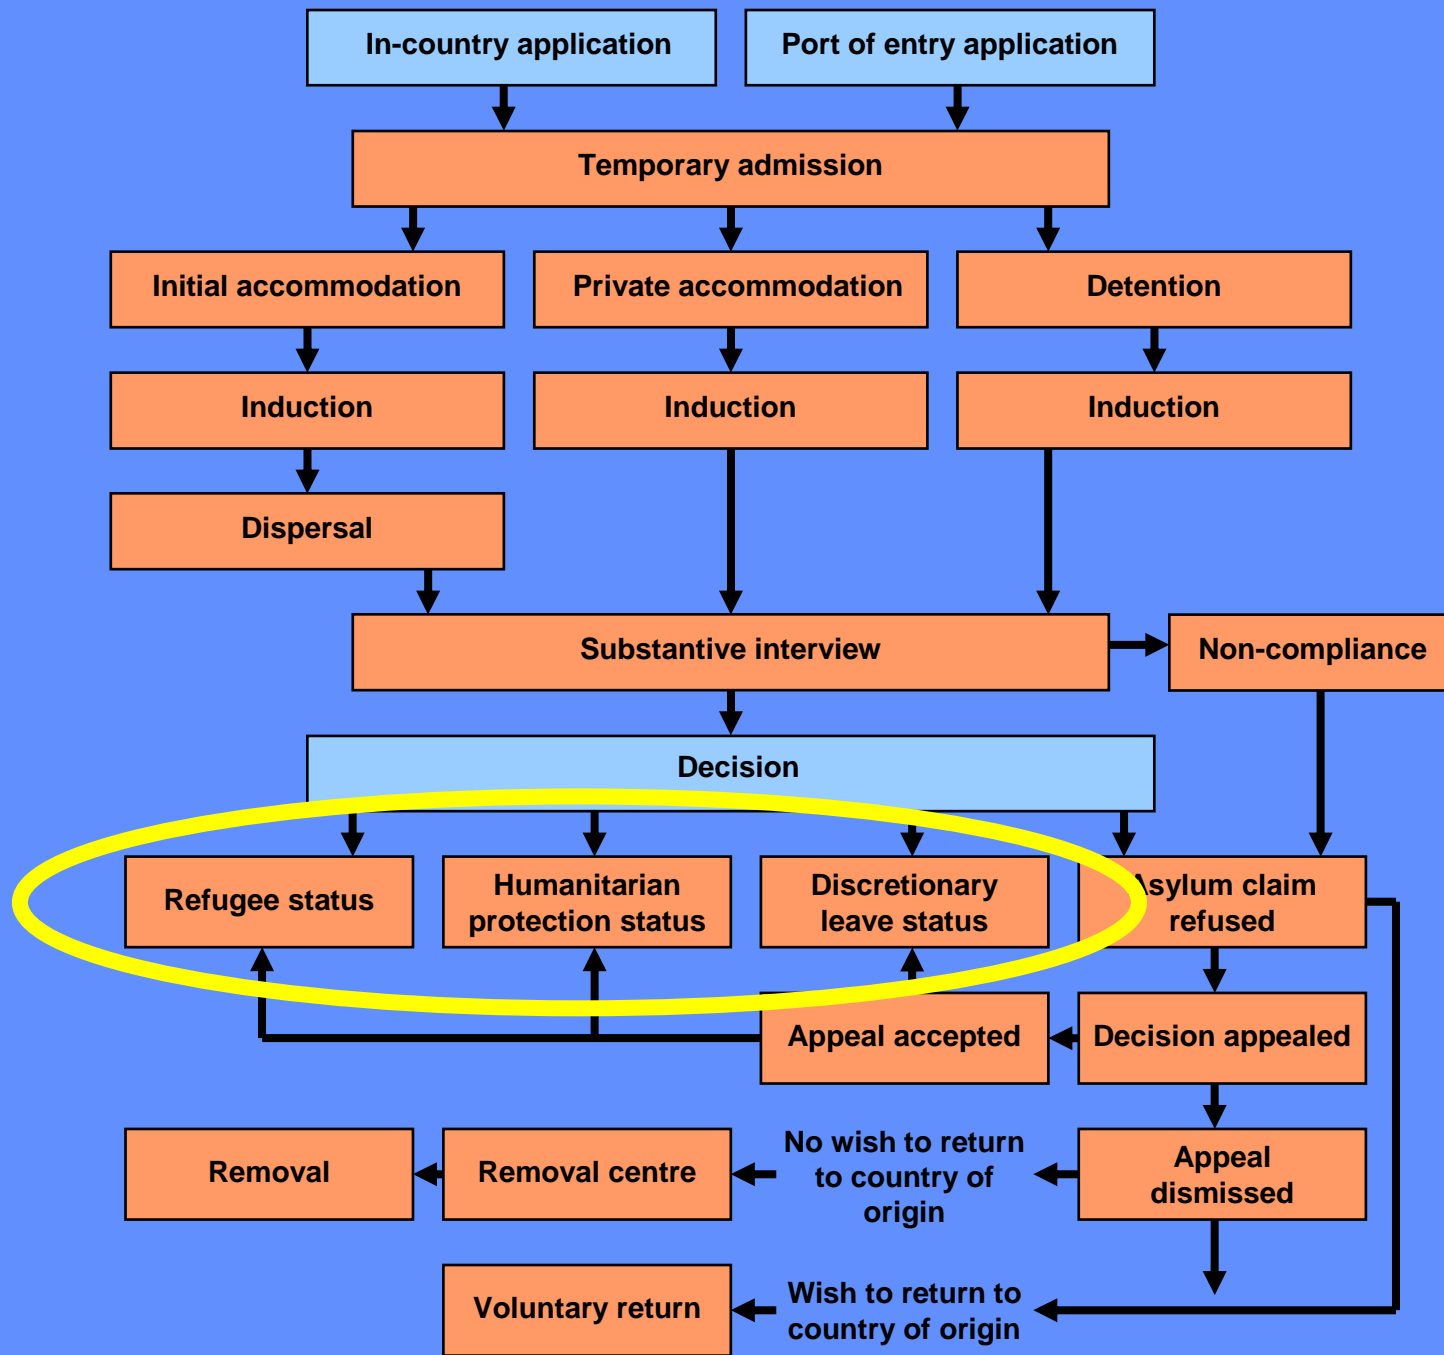 In-country application
Port of entry application
Temporary admission
Initial accommodation
Private accommodation
Detention
Induction
Induction
Induction
Dispersal
Substantive interview
Non-compliance
Decision
Refugee status
Humanitarian
protection status
Discretionary
leave status
Asylum claim
refused
Appeal accepted
Decision appealed
Removal
Removal centre
No wish to return
to country of
origin
Appeal
dismissed
Voluntary return
Wish to return to
country of origin